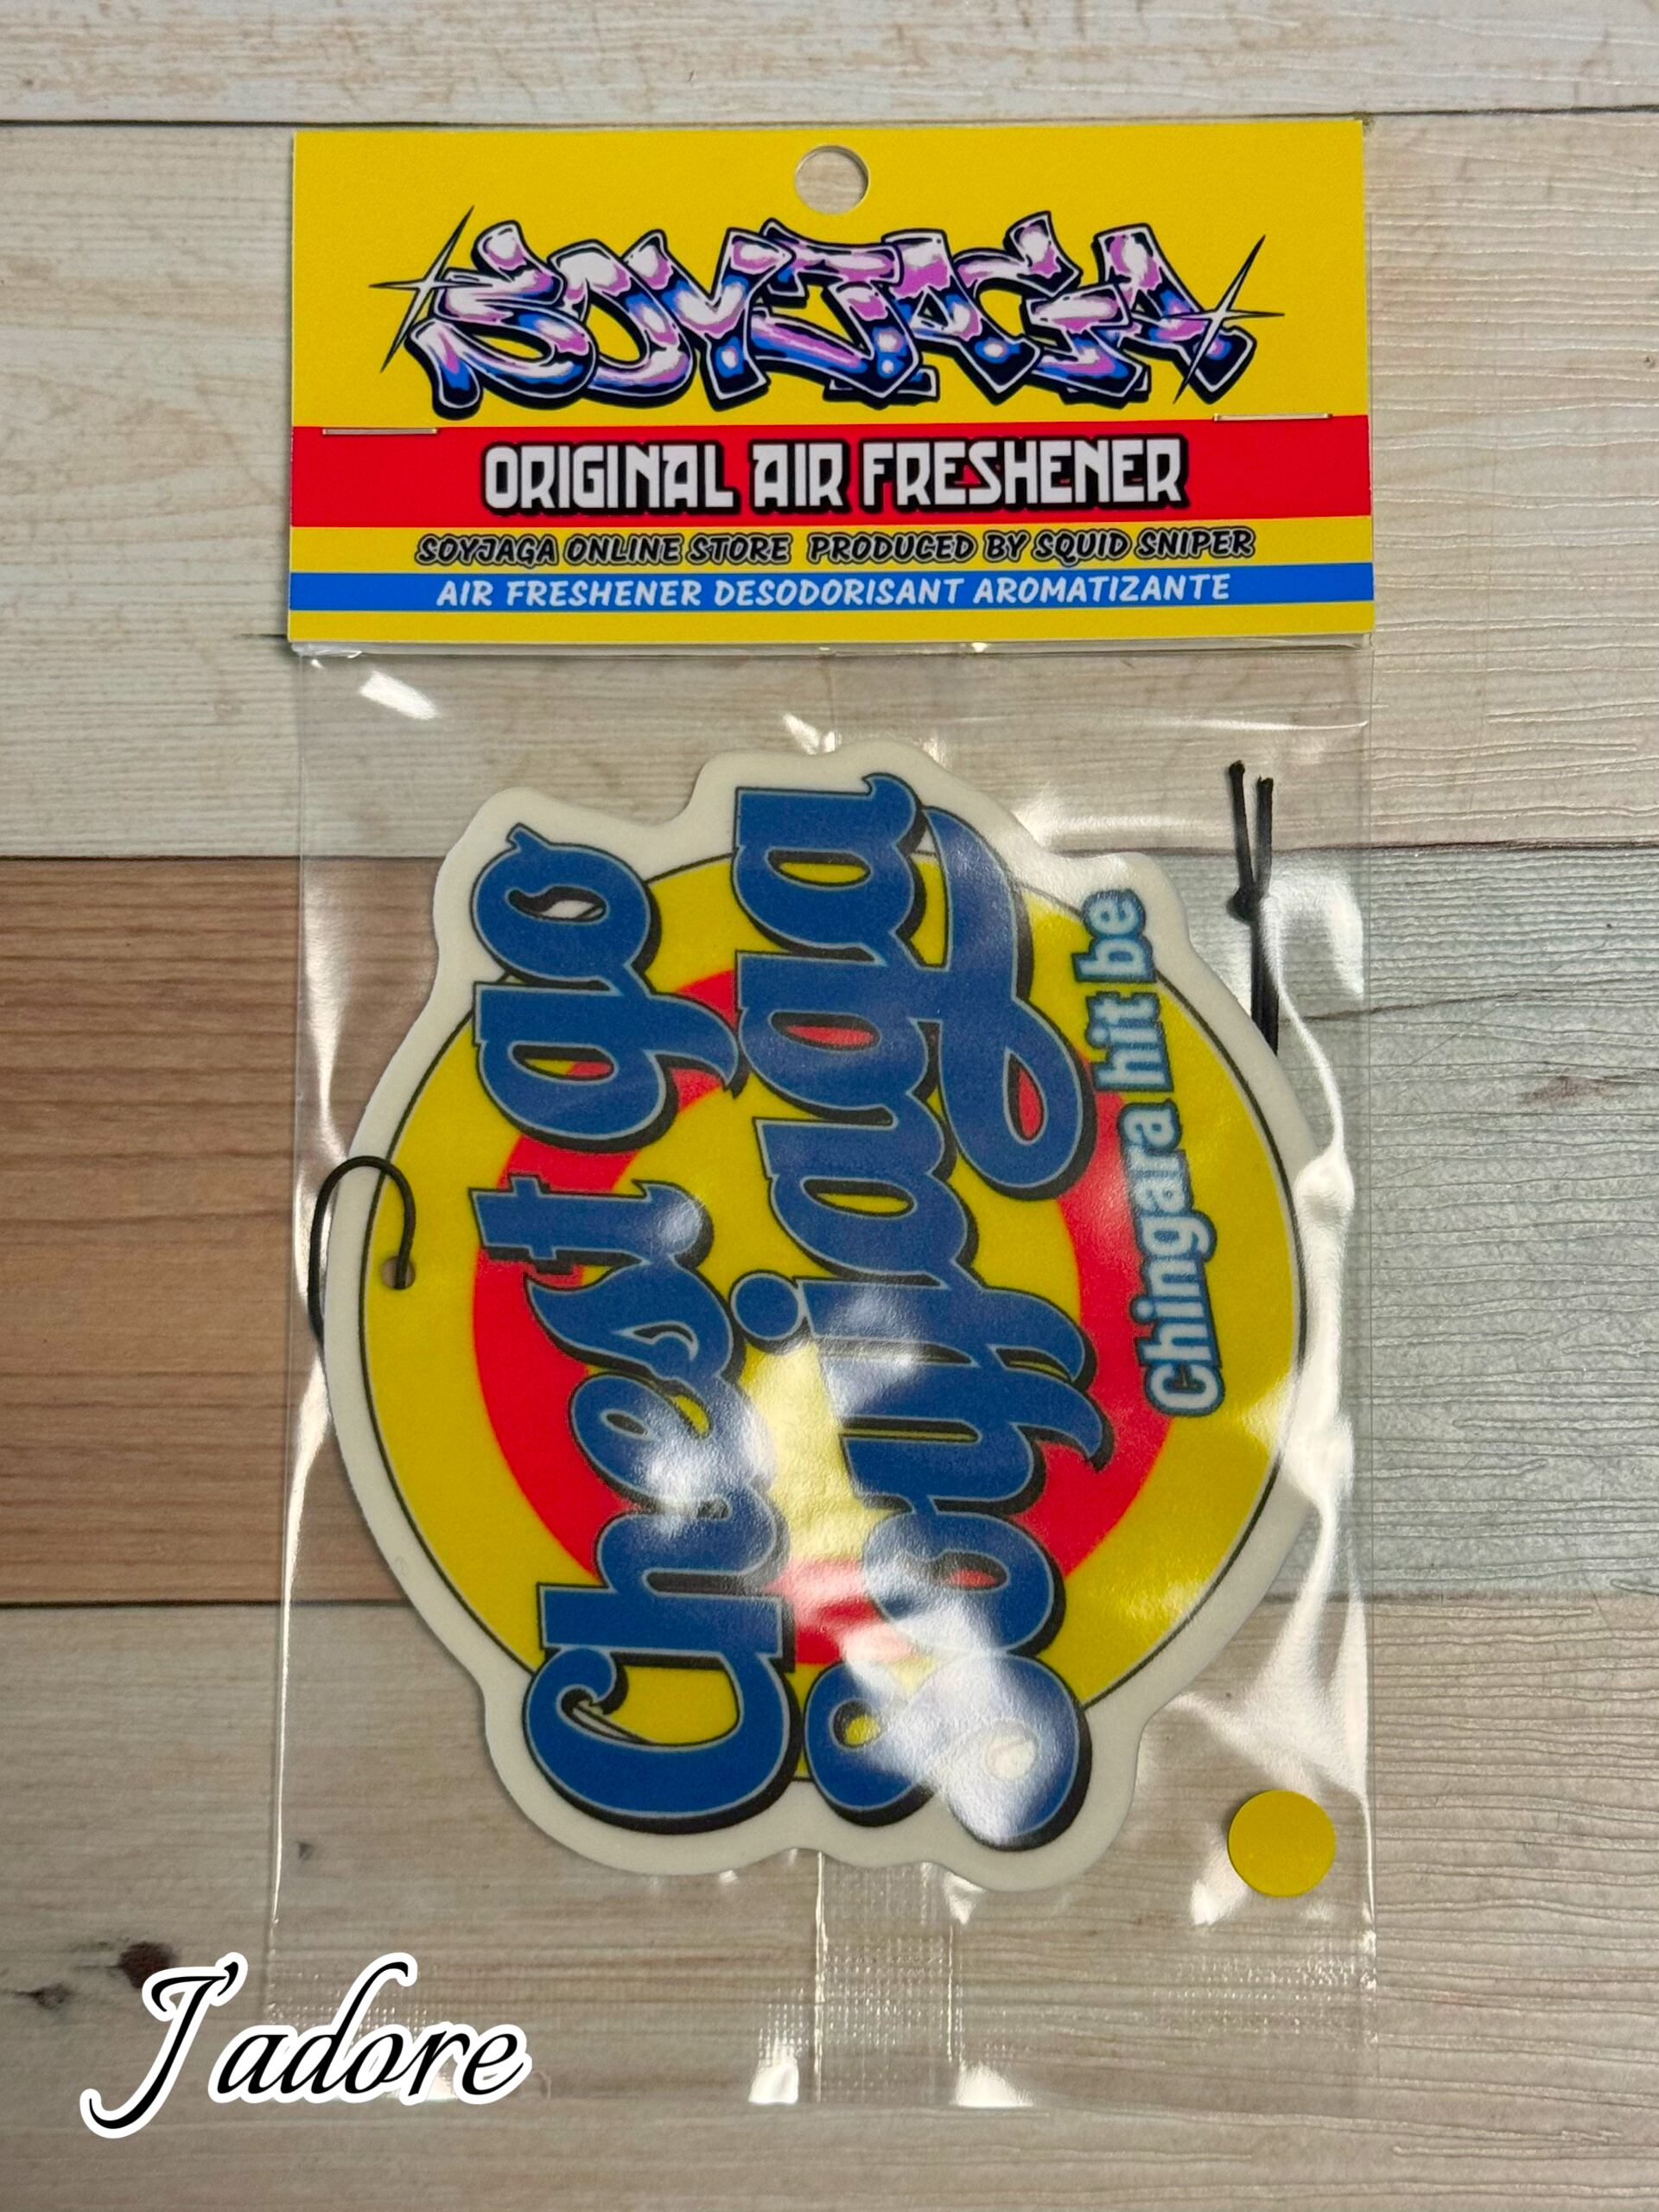 SOYJAGA
ORIGINAL AIR FRESHENER
SOYJAGA ONLINE STORE PRODUCED BY SQUID SNIPER
AIR FRESHENER DESODORISANT AROMATIZANTE
Chest go
Soyjaga
Chingara hit be
J'adore